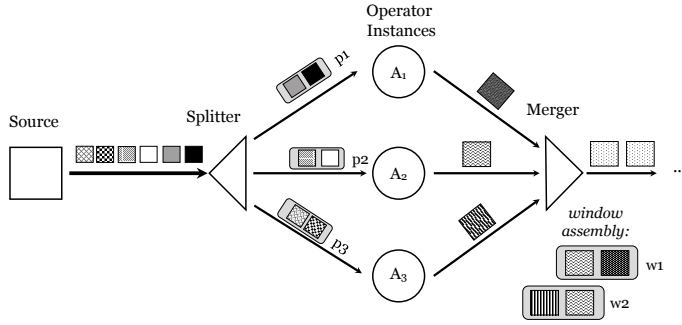 Operator
Instances
p1
A1
Merger
Source
Splitter
p2
A2
..
p3
A3
window
assembly:
w1
w2